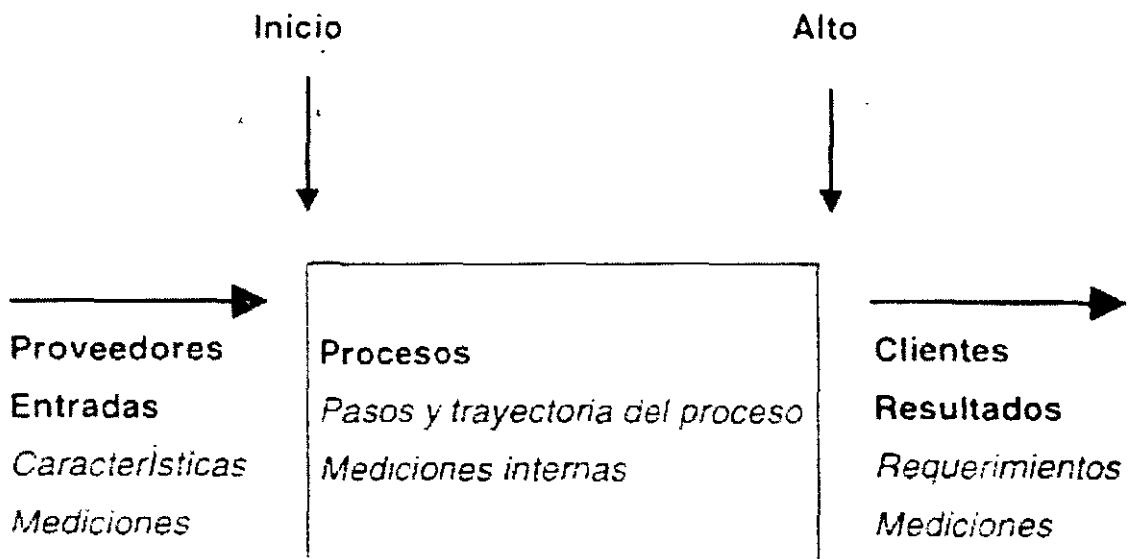 Inicio
Alto
Proveedores
Entradas
Características
Mediciones
Procesos
Pasos y trayectoria del proceso
Mediciones internas
Clientes
Resultados
Requerimientos
Mediciones